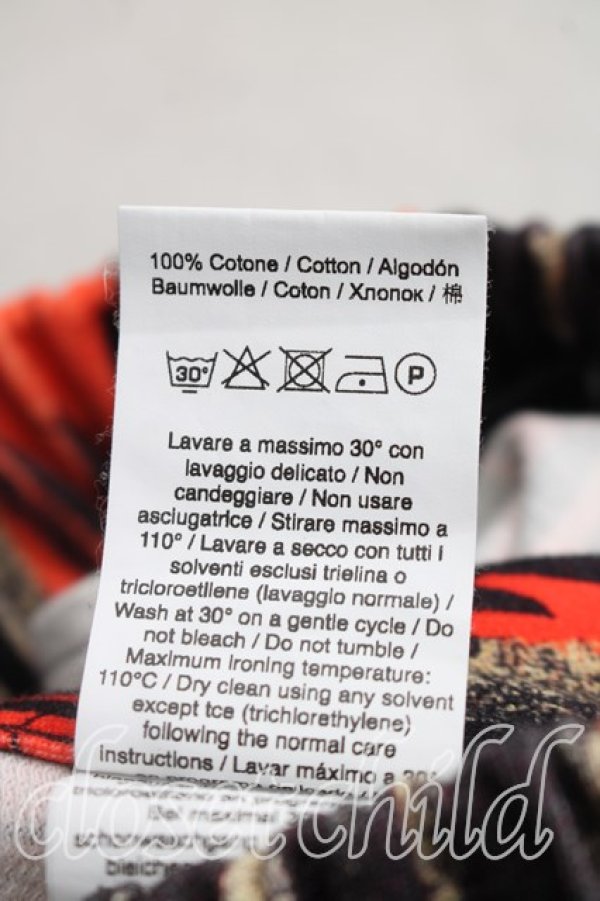 100% Cotone / Cotton / Algodón
Baumwolle / Coton / Хлопок / 棉
30° P
Lavare a massimo 30° con
lavaggio delicato / Non
candeggiare / Non usare
asciugatrice / Stirare massimo a
110° / Lavare a secco con tutti i
solventi esclusi trielina o
tricloroetilene (lavaggio normale) /
Wash at 30° on a gentle cycle / Do
not bleach / Do not tumble /
Maximum ironing temperature:
110°C / Dry clean using any solvent
except tce (trichlorethylene)
following the normal care
instructions / Lavar máximo a 30°
closet child